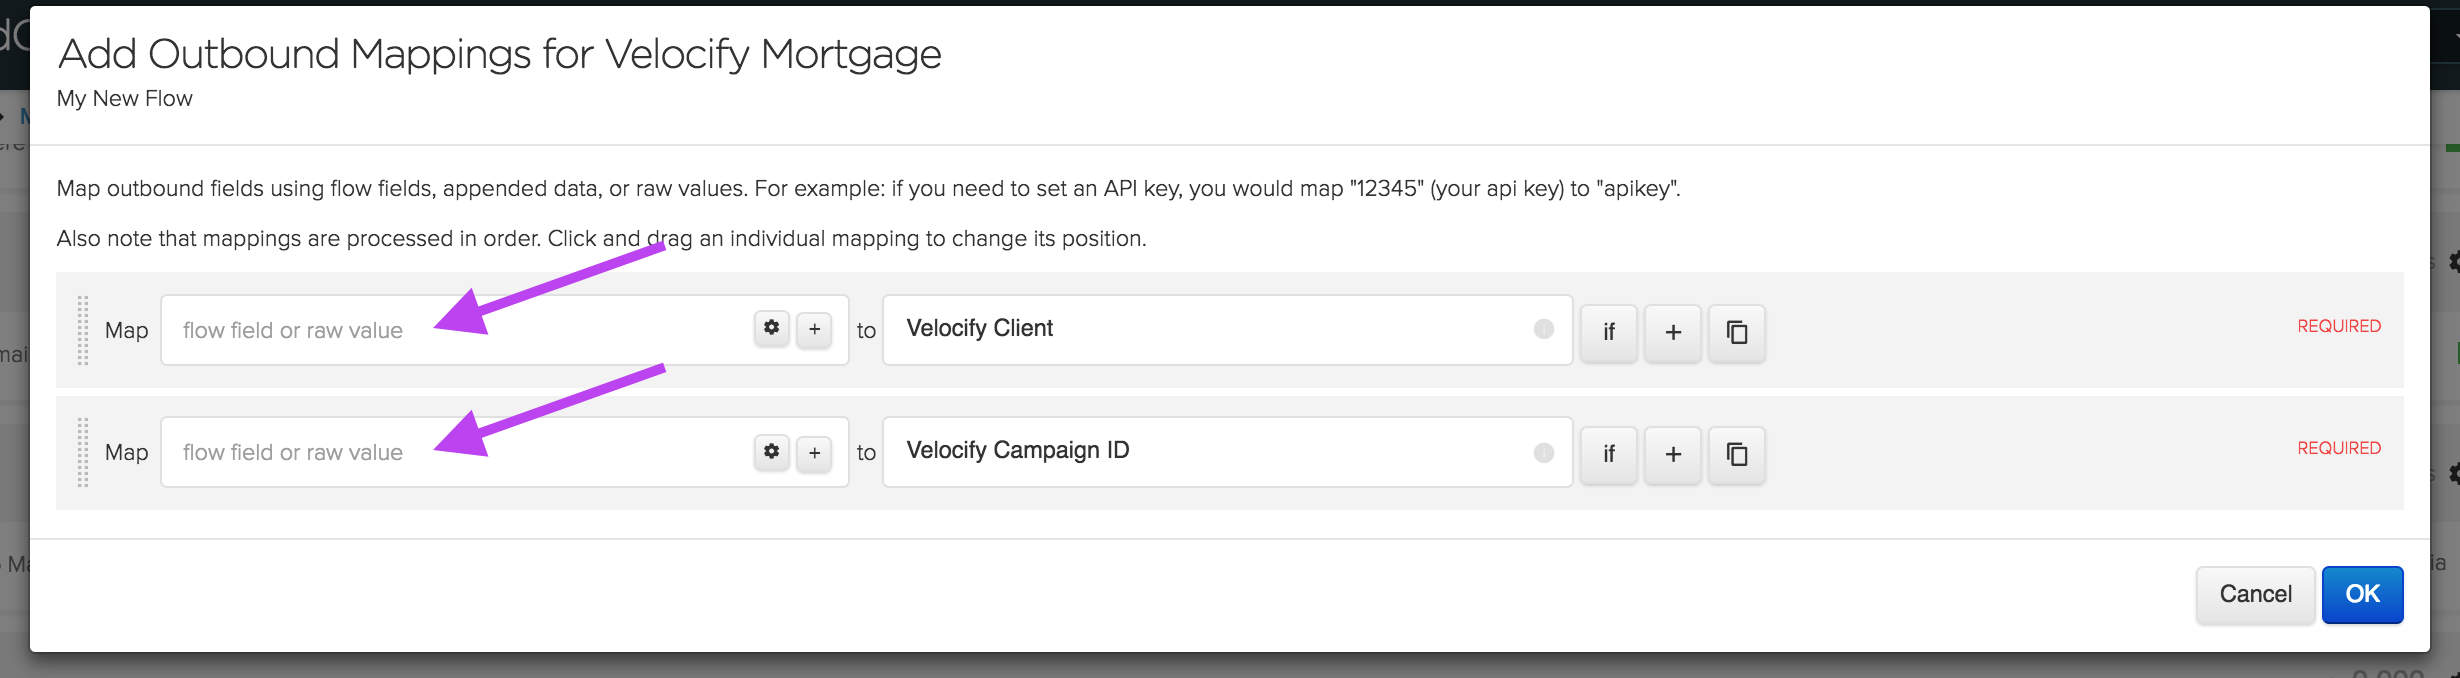 Add Outbound Mappings for Velocify Mortgage
My New Flow
Map outbound fields using flow fields, appended data, or raw values. For example: if you need to set an API key, you would map "12345" (your api key) to "apikey".
Also note that mappings are processed in order. Click and drag an individual mapping to change its position.
Map flow field or raw value + to Velocify Client if + REQUIRED
Map flow field or raw value + to Velocify Campaign ID if + REQUIRED
Cancel OK